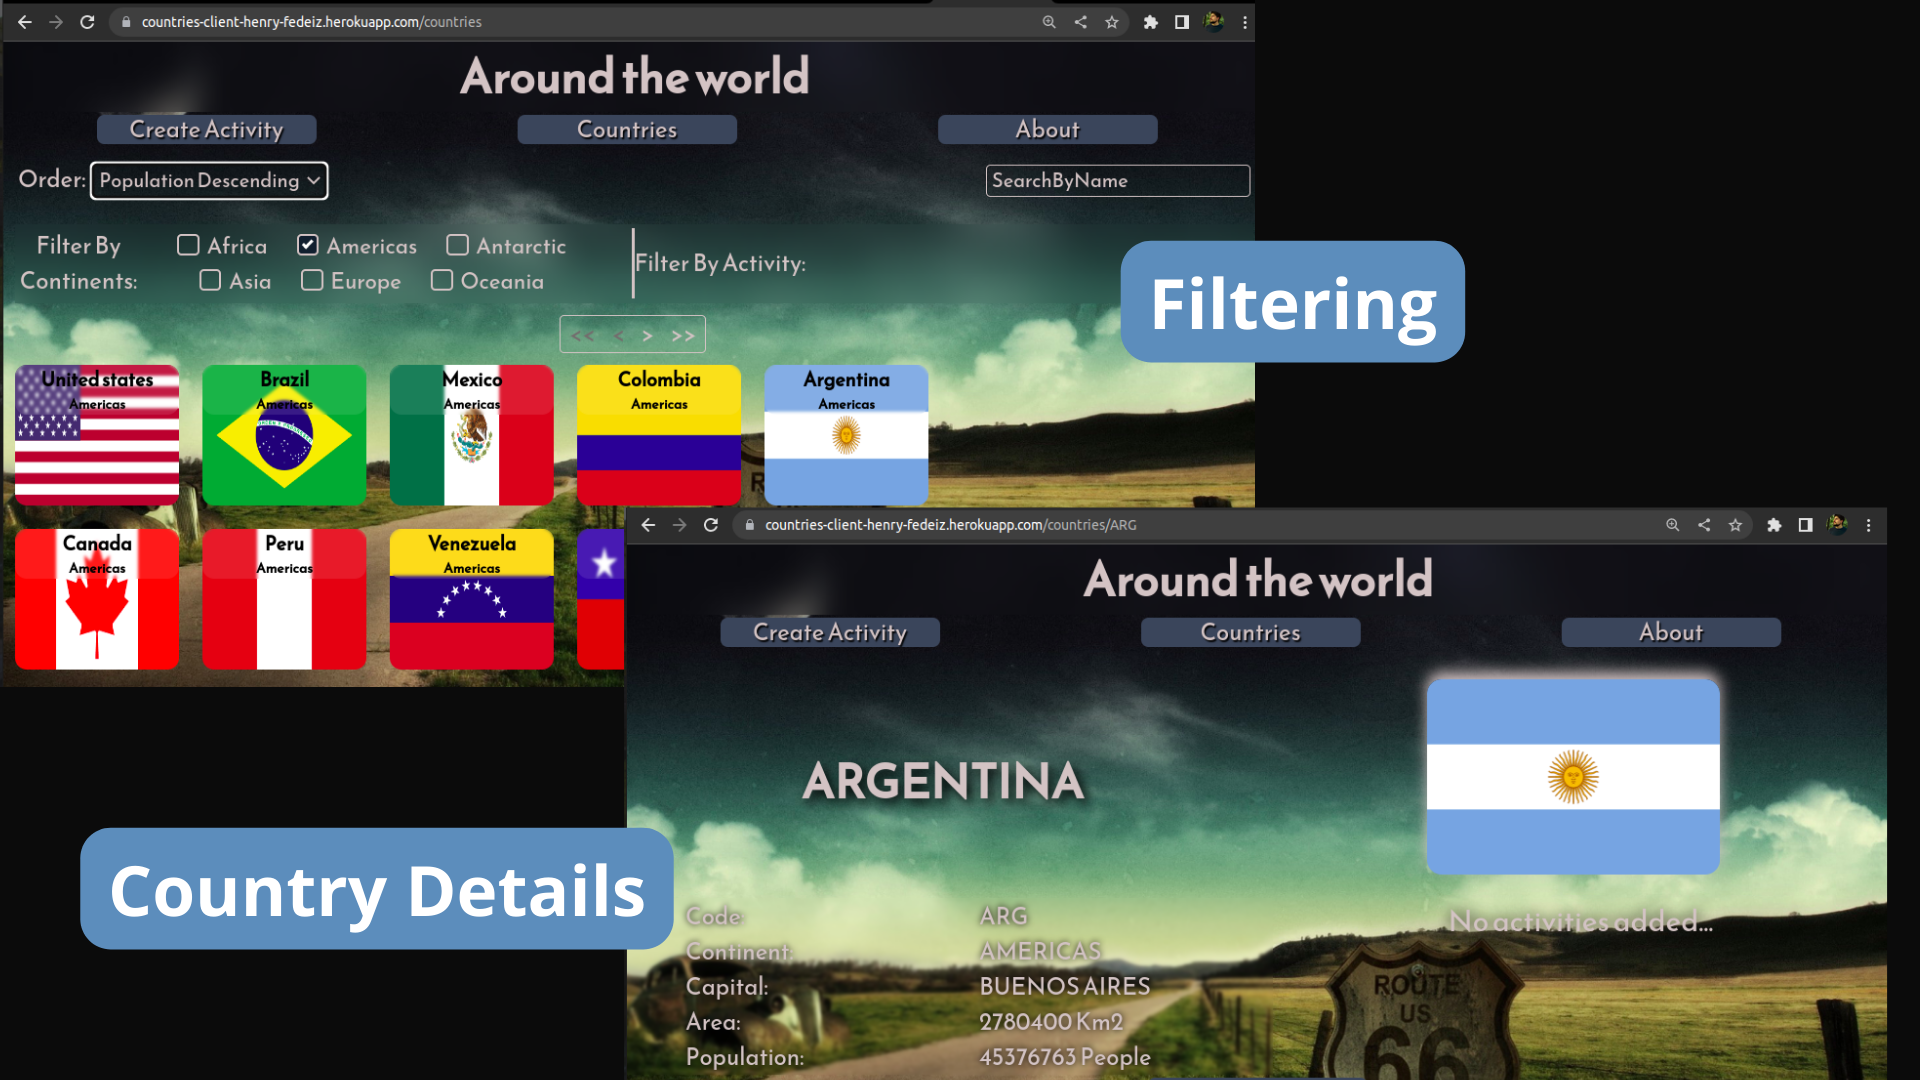 countries-client-henry-fedeiz.herokuapp.com/countries
Around the world
Create Activity
Countries
About
Order: Population Descending
SearchByName
Filter By Continents:
Africa
Americas
Antarctic
Asia
Europe
Oceania
Filter By Activity:
<< < > >>
Filtering
United states
Americas
Brazil
Americas
Mexico
Americas
Colombia
Americas
Argentina
Americas
Canada
Americas
Peru
Americas
Venezuela
Americas
countries-client-henry-fedeiz.herokuapp.com/countries/ARG
Around the world
Create Activity
Countries
About
ARGENTINA
Country Details
Code: ARG
Continent: AMERICAS
Capital: BUENOS AIRES
Area: 2780400 Km2
Population: 45376763 People
No activities added...
ROUTE
US
66